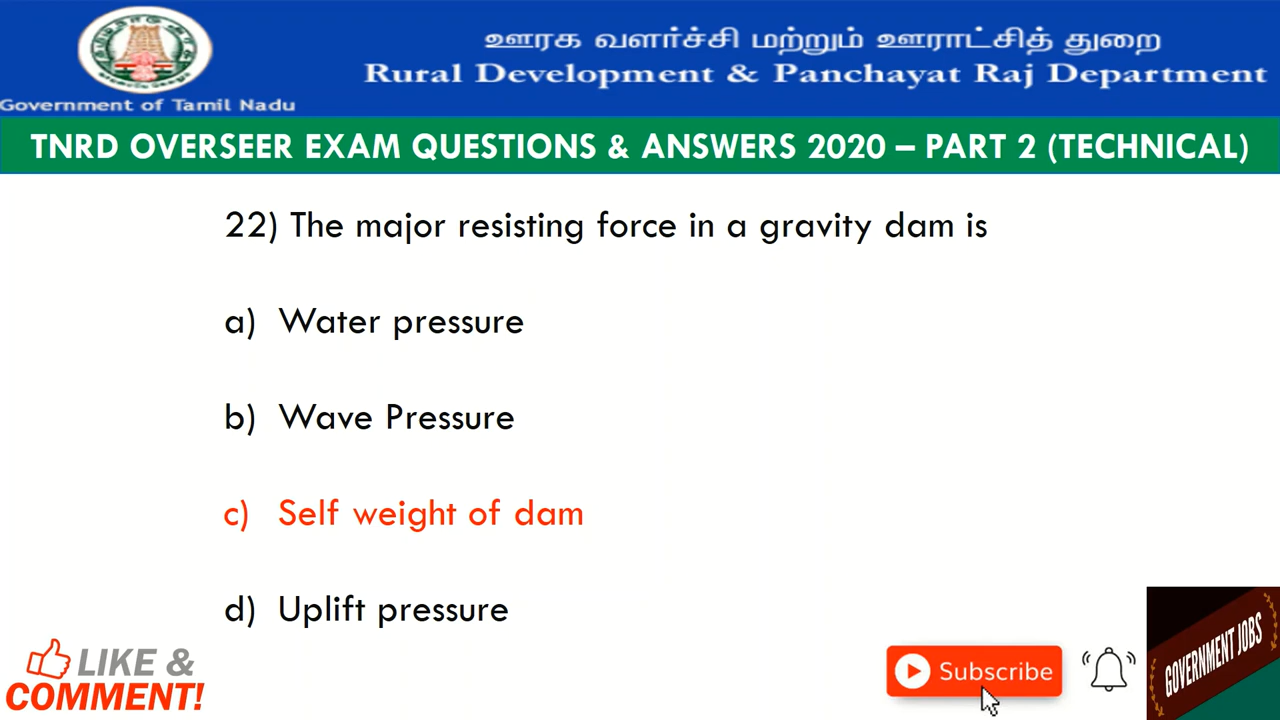 ஊரக வளர்ச்சி மற்றும் ஊராட்சித் துறை
Rural Development & Panchayat Raj Department
Government of Tamil Nadu
TNRD OVERSEER EXAM QUESTIONS & ANSWERS 2020 – PART 2 (TECHNICAL)
22) The major resisting force in a gravity dam is
a) Water pressure
b) Wave Pressure
c) Self weight of dam
d) Uplift pressure
LIKE &
COMMENT!
Subscribe
GOVERNMENT JOBS